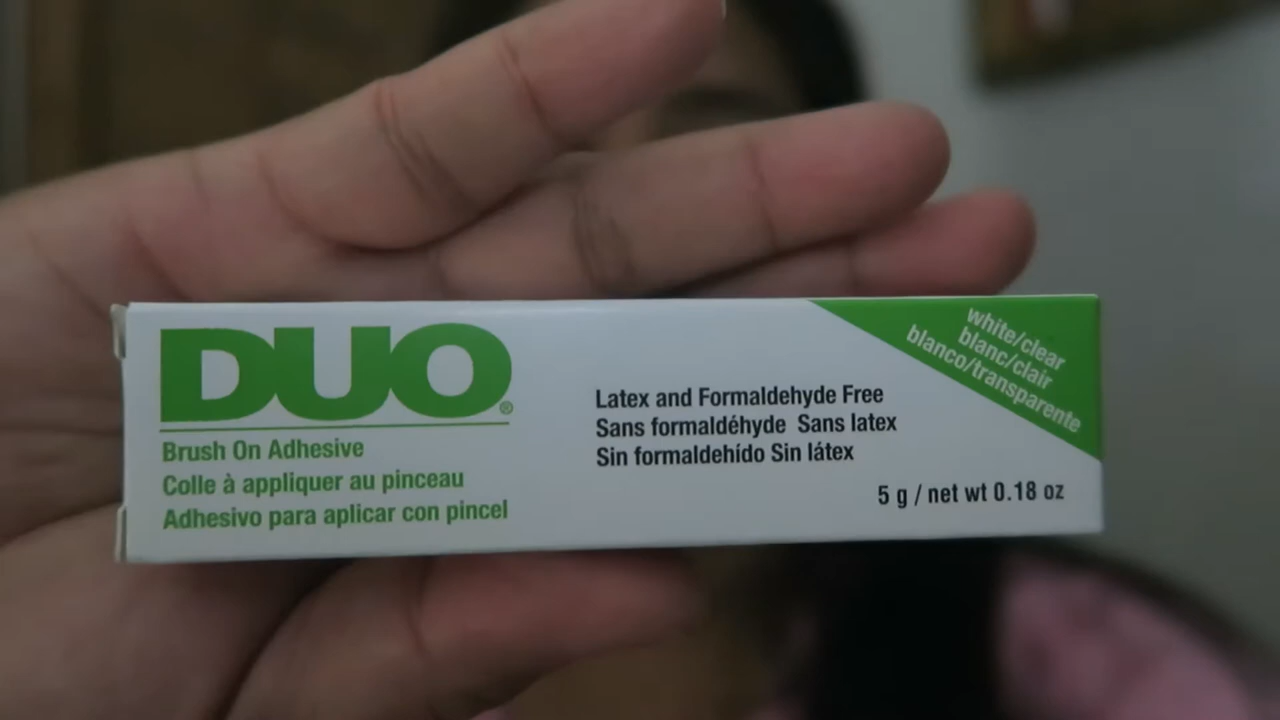 DUO®
Brush On Adhesive
Colle à appliquer au pinceau
Adhesivo para aplicar con pincel
Latex and Formaldehyde Free
Sans formaldéhyde Sans latex
Sin formaldehído Sin látex
white/clear
blanc/clair
blanco/transparente
5 g / net wt 0.18 oz